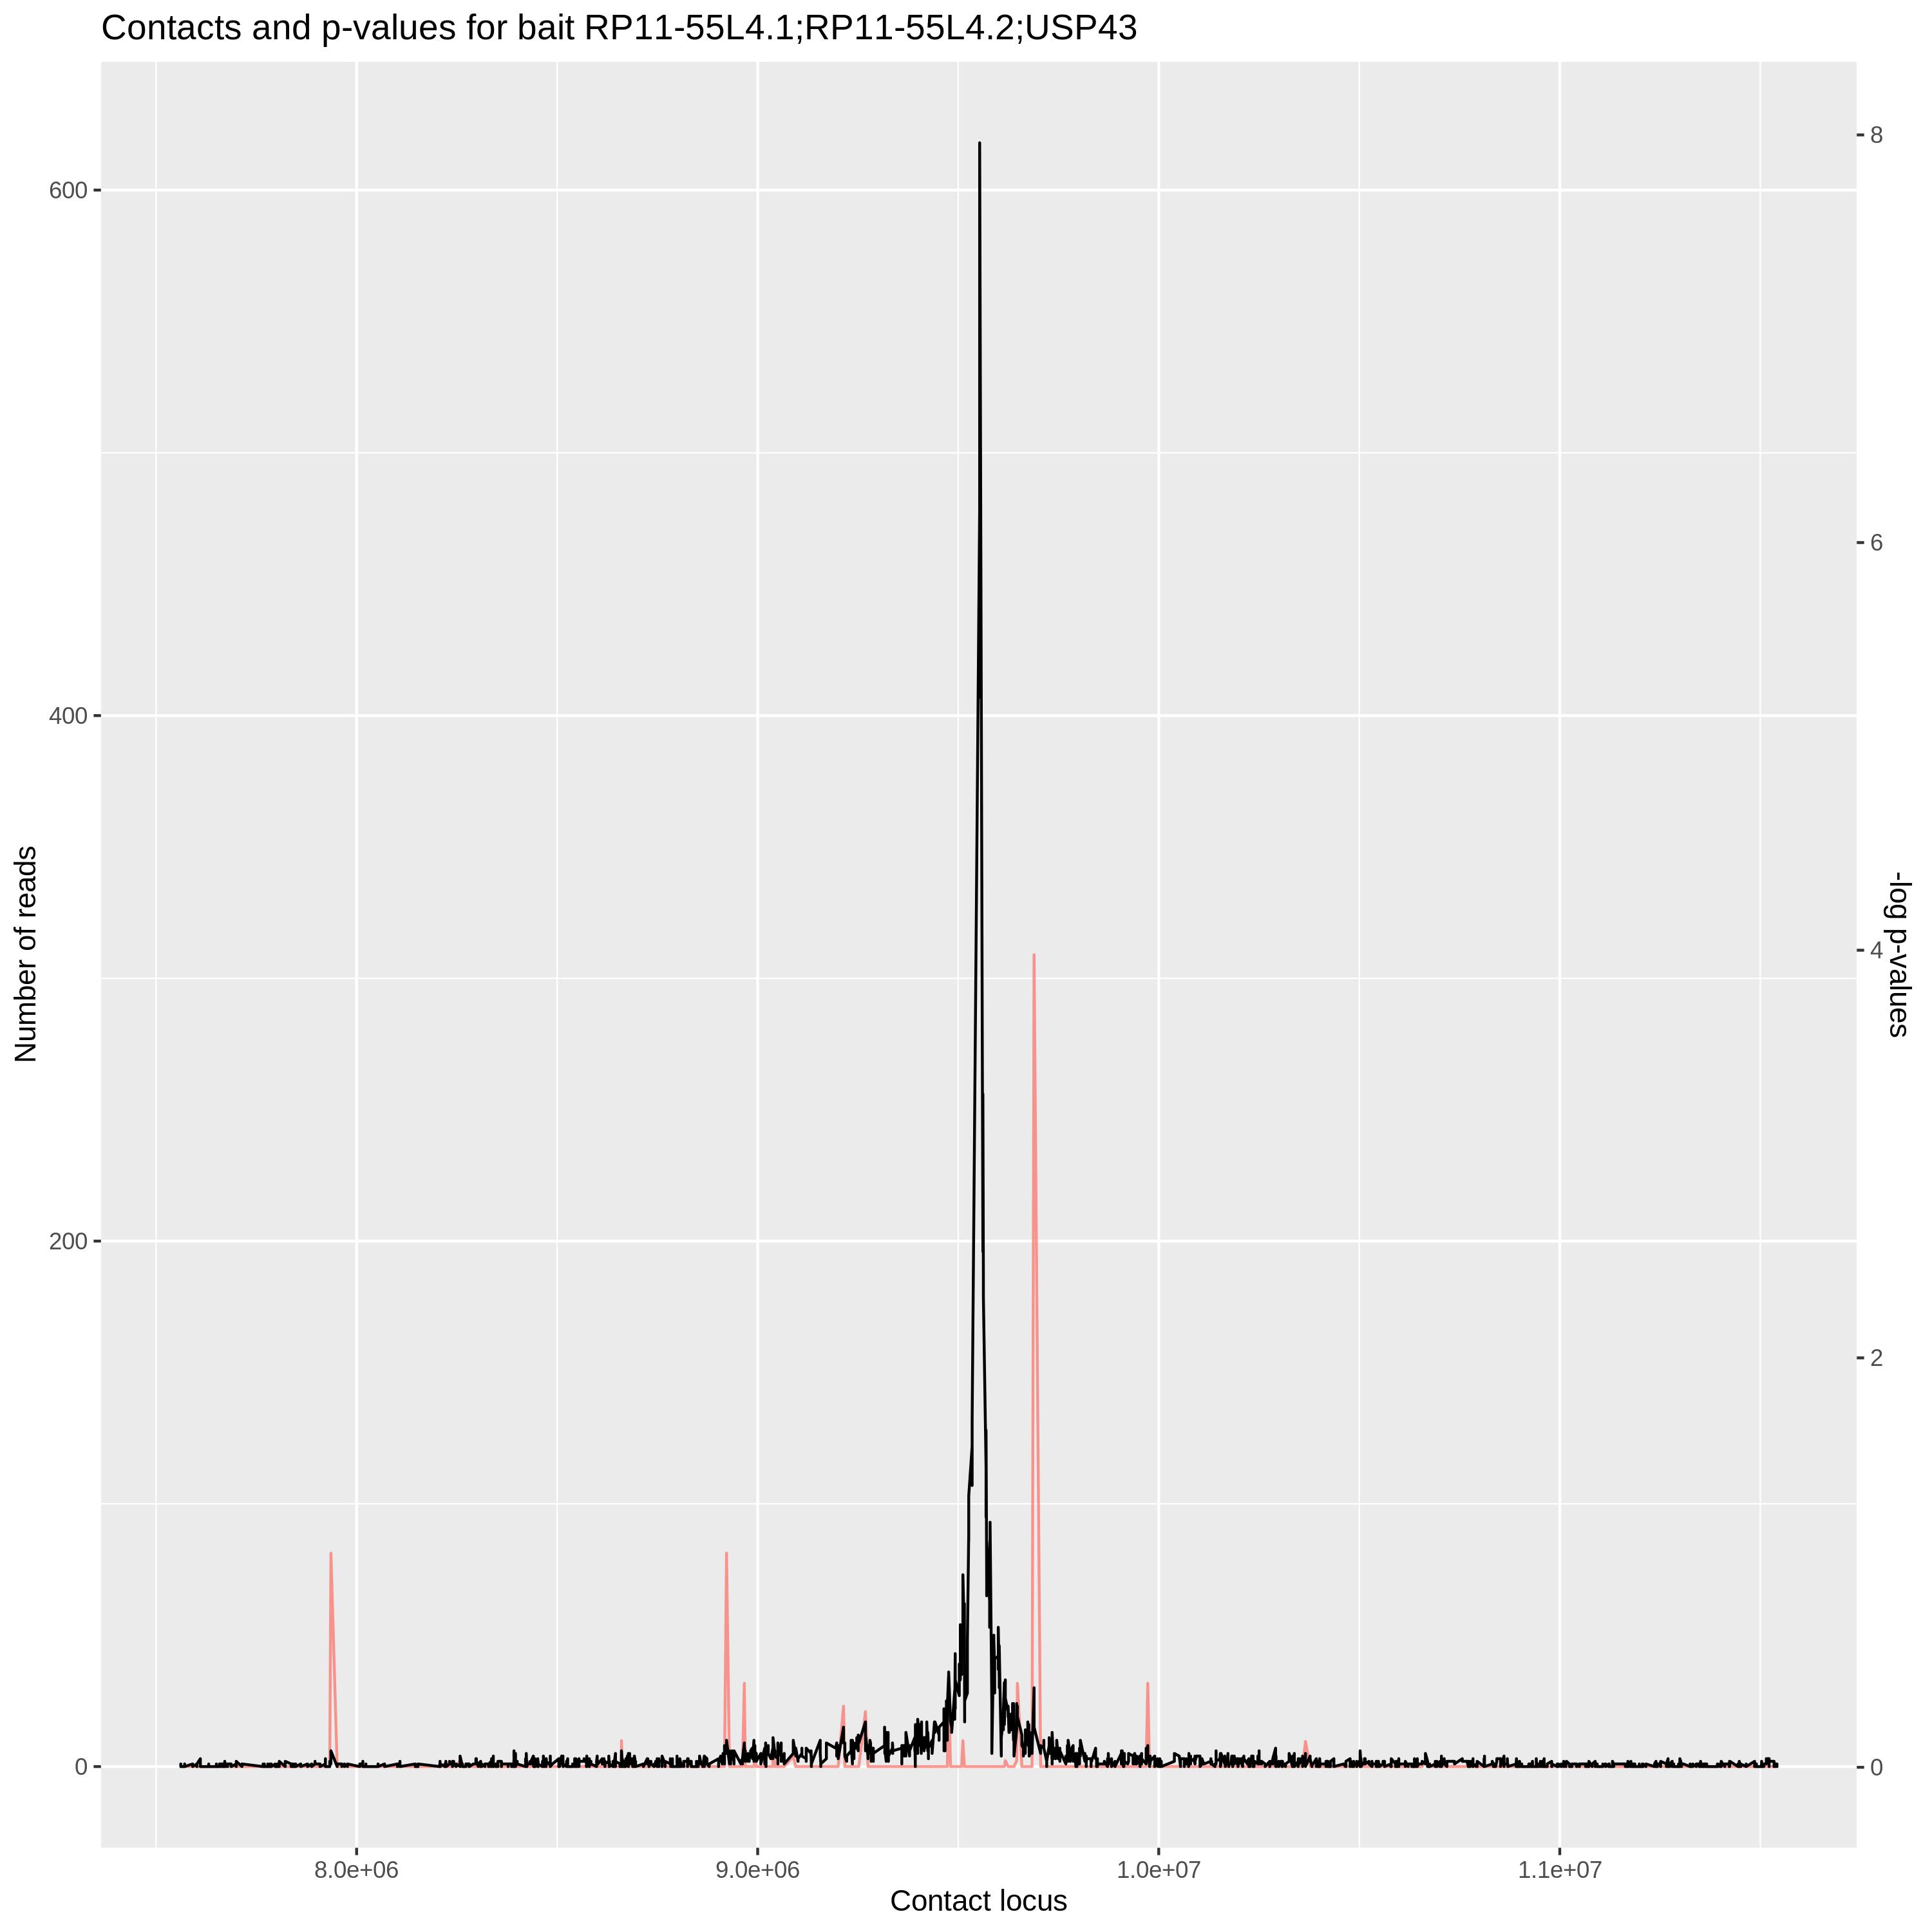 Contacts and p-values for bait RP11-55L4.1;RP11-55L4.2;USP43
8
600
6
400
Number of reads
-log p-values
4
200
2
0
0
8.0e+06
9.0e+06
1.0e+07
1.1e+07
Contact locus